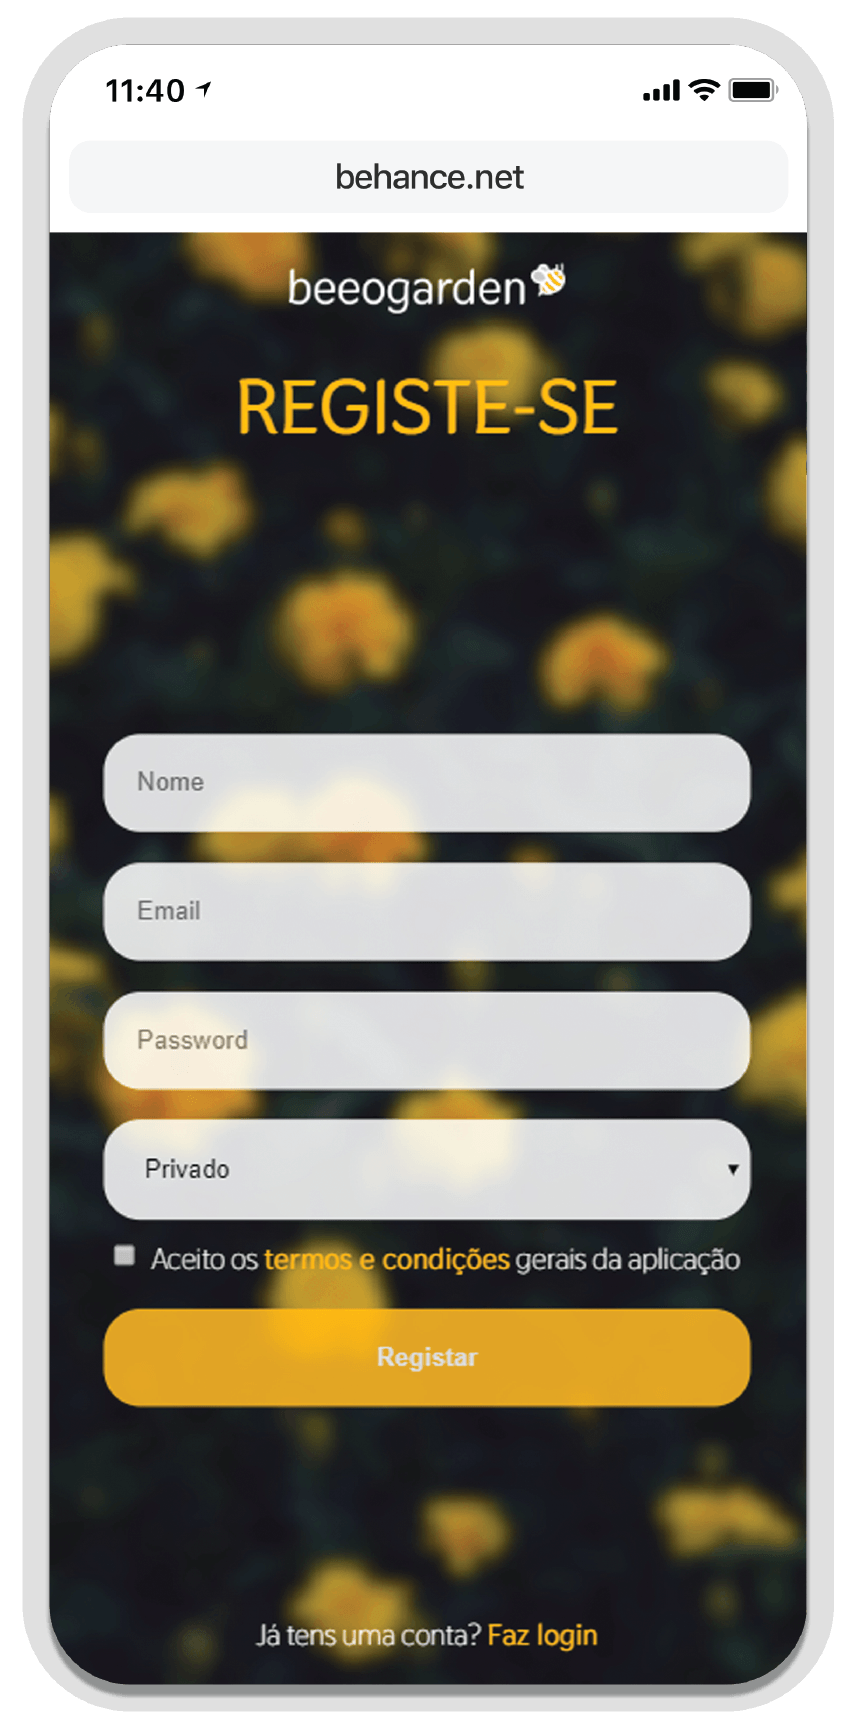 11:40
behance.net
beeogarden
REGISTE-SE
Nome
Email
Password
Privado
Aceito os termos e condições gerais da aplicação
Registar
Já tens uma conta? Faz login